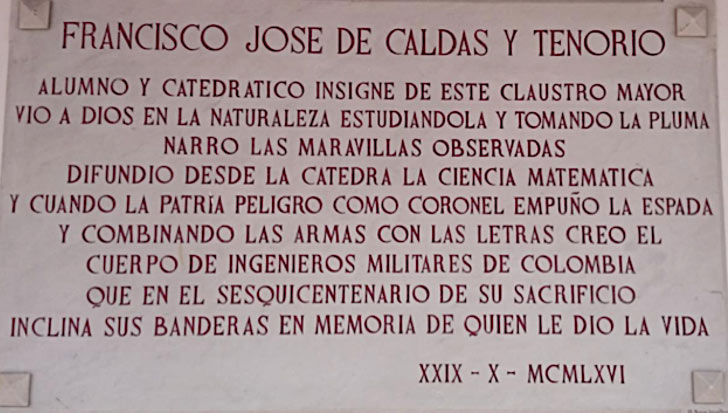 FRANCISCO JOSE DE CALDAS Y TENORIO
ALUMNO Y CATEDRATICO INSIGNE DE ESTE CLAUSTRO MAYOR
VIO A DIOS EN LA NATURALEZA ESTUDIANDOLA Y TOMANDO LA PLUMA
NARRO LAS MARAVILLAS OBSERVADAS
DIFUNDIO DESDE LA CATEDRA LA CIENCIA MATEMATICA
Y CUANDO LA PATRíA PELIGRO COMO CORONEL EMPUÑO LA ESPADA
Y COMBINANDO LAS ARMAS CON LAS LETRAS CREO EL
CUERPO DE INGENIEROS MILITARES DE COLOMBIA
QUE EN EL SESQUICENTENARIO DE SU SACRIFICIO
INCLINA SUS BANDERAS EN MEMORIA DE QUIEN LE DIO LA VIDA
XXIX - X - MCMLXVI